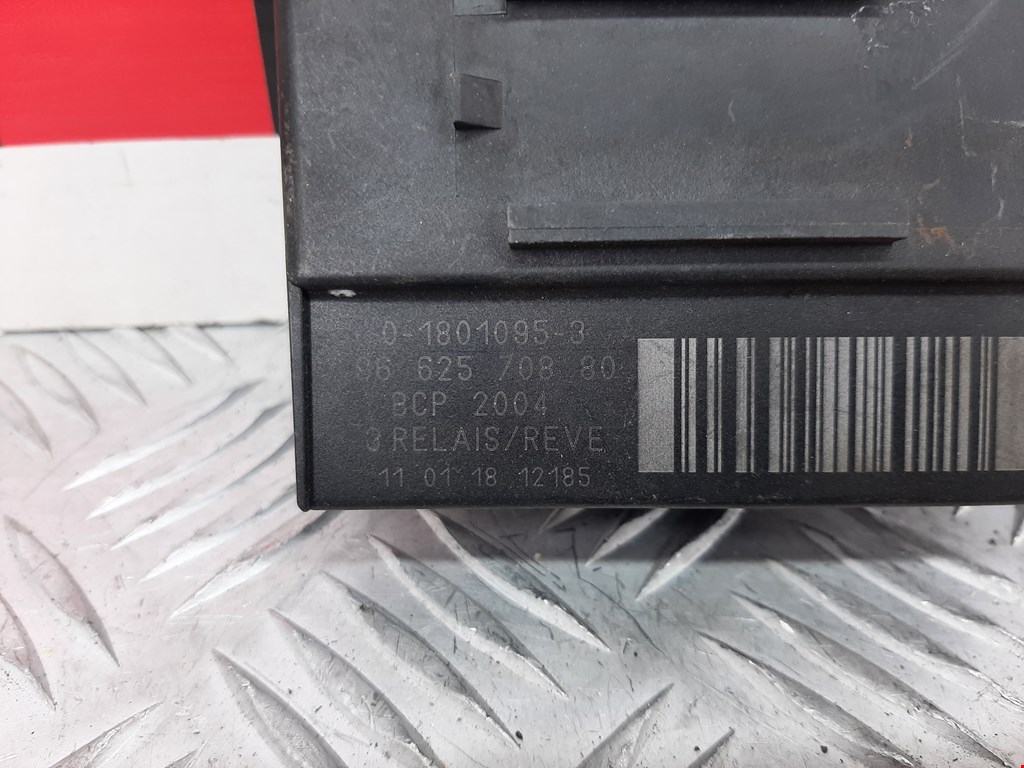 0-1801095-3
96 625 708 80
BCP 2004
3 RELAIS/REVE
11 01 18 12185